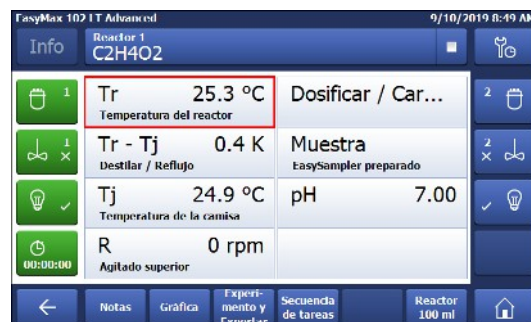 EasyMax 102 LT Advanced 9/10/2019 8:49 AM
Info
Reactor 1
C2H4O2
1
Tr 25.3 °C
Temperatura del reactor
Dosificar / Car...
2
1
Tr - Tj 0.4 K
Destilar / Reflujo
Muestra
EasySampler preparado
2
Tj 24.9 °C
Temperatura de la camisa
pH 7.00
00:00:00
R 0 rpm
Agitado superior
Notas
Gráfica
Experi-
mento y
Exportar
Secuencia
de tareas
Reactor
100 ml